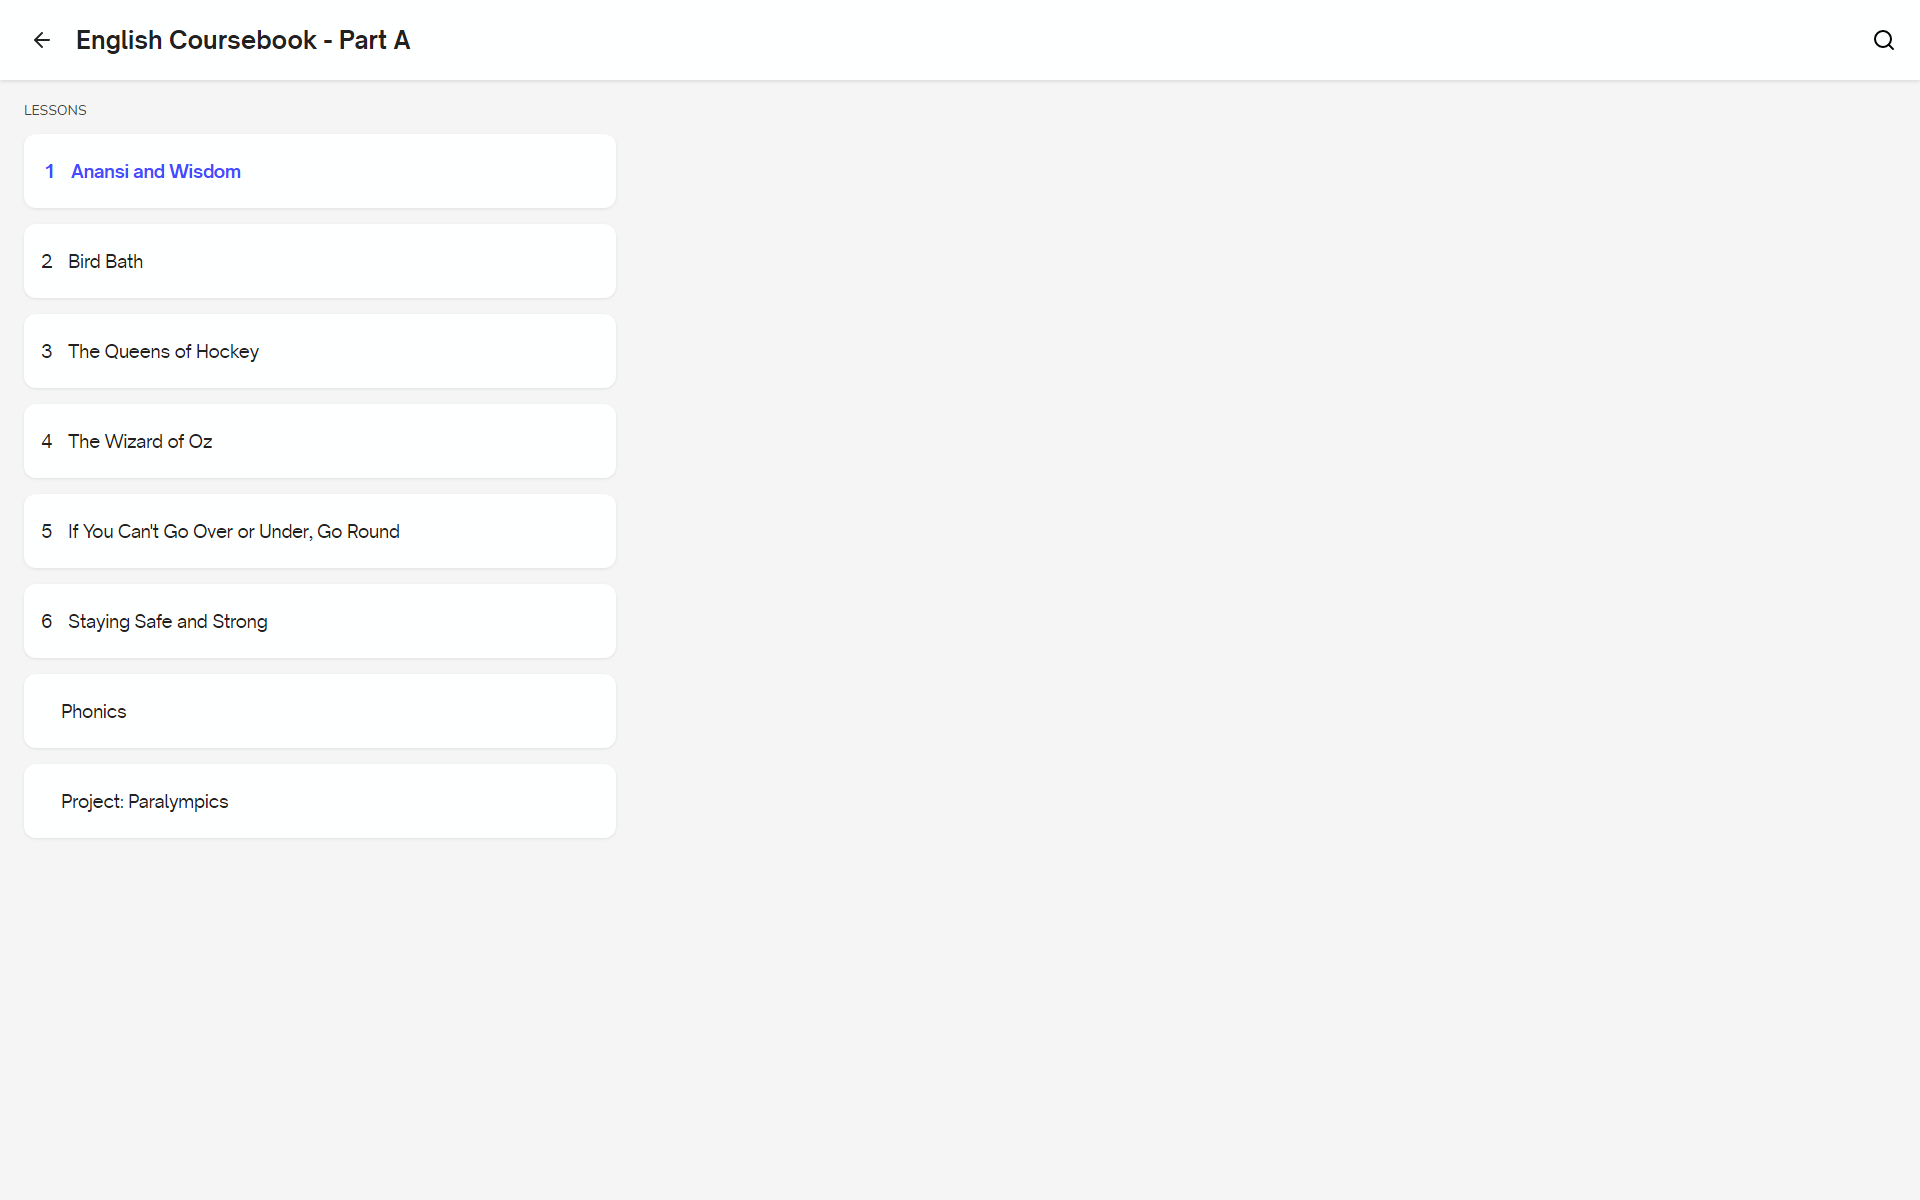 English Coursebook - Part A
LESSONS
1 Anansi and Wisdom
2 Bird Bath
3 The Queens of Hockey
4 The Wizard of Oz
5 If You Can't Go Over or Under, Go Round
6 Staying Safe and Strong
Phonics
Project: Paralympics